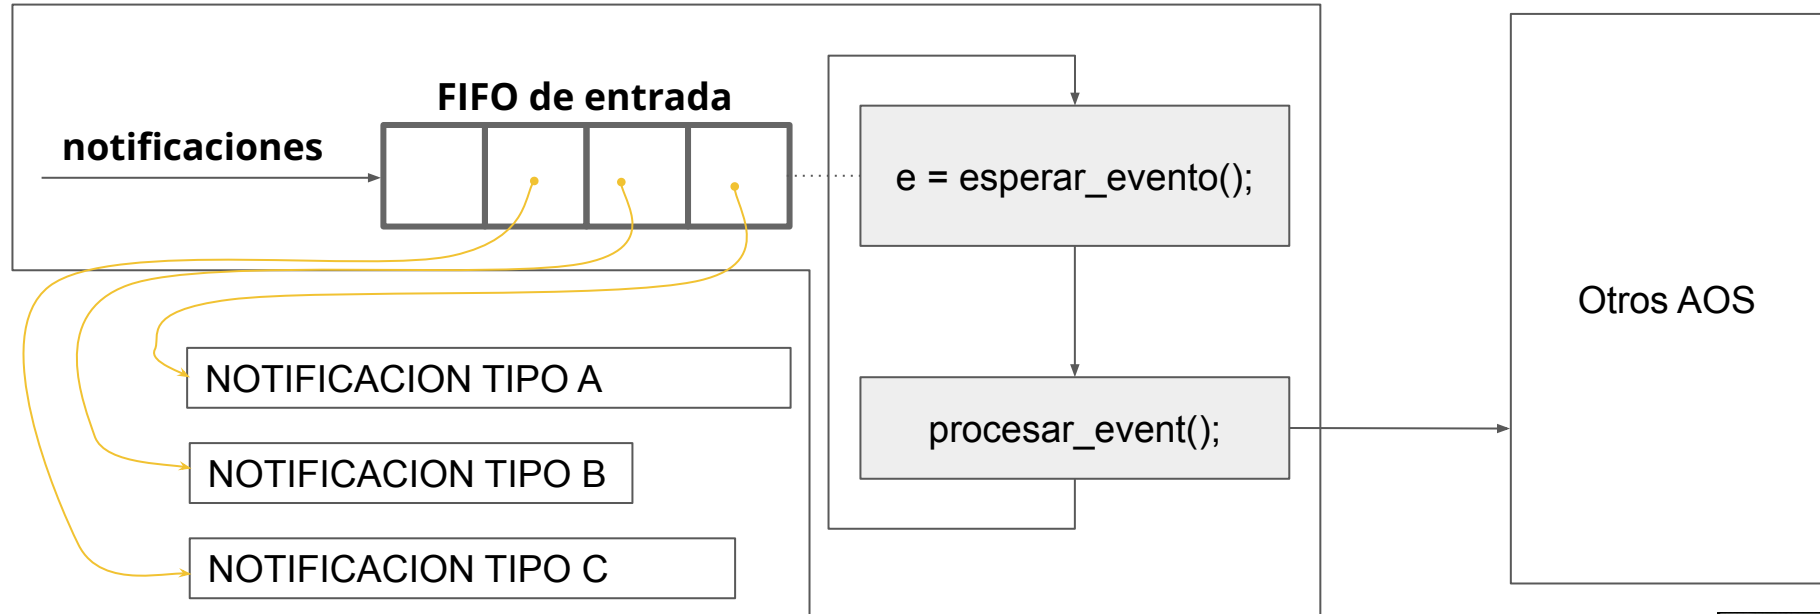 FIFO de entrada
notificaciones
e = esperar_evento();
Otros AOS
NOTIFICACION TIPO A
procesar_event();
NOTIFICACION TIPO B
NOTIFICACION TIPO C